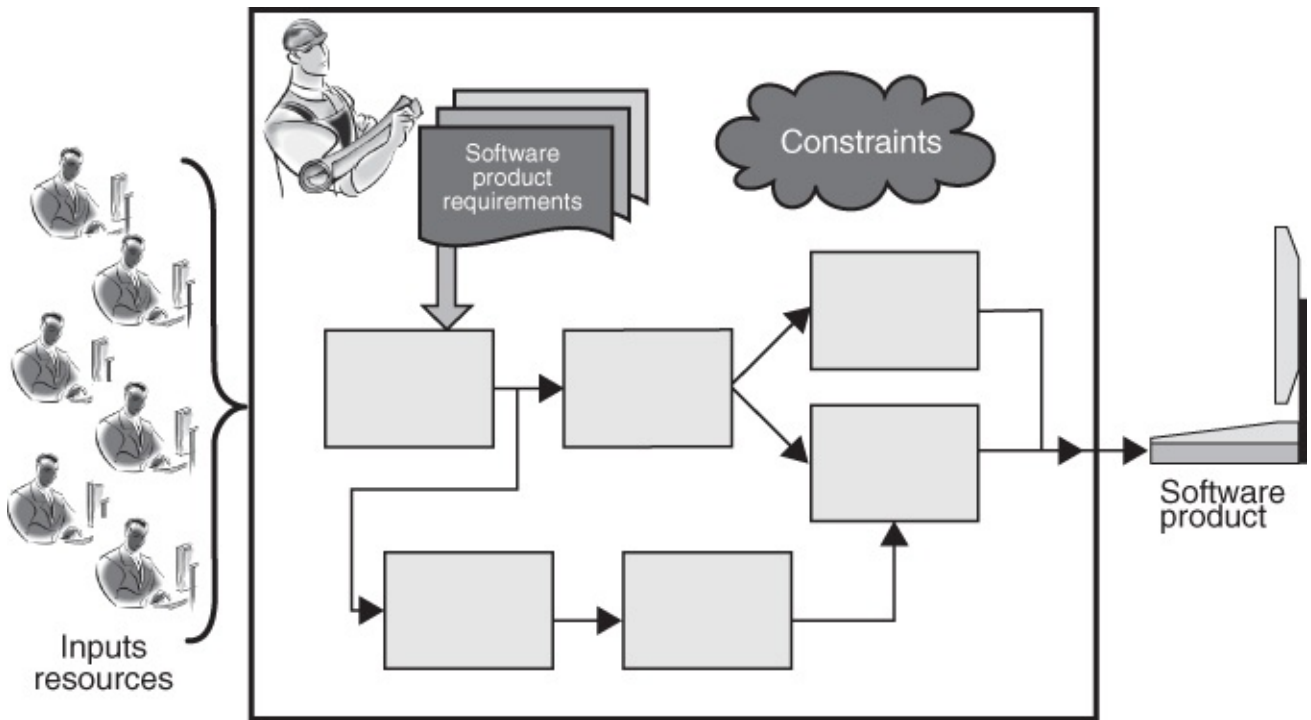 Software
product
requirements
Constraints
Inputs
resources
Software
product